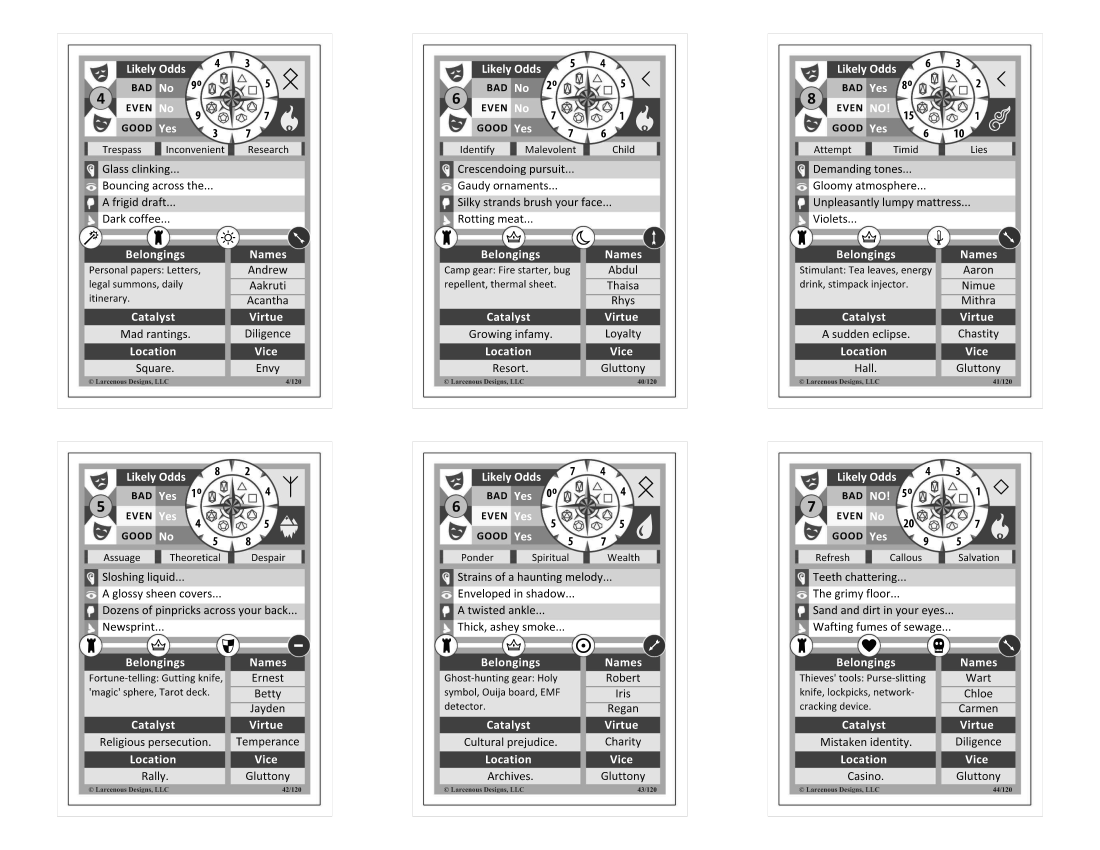 Likely Odds
4 3
BAD No
9º 5
4
EVEN No
9 7
GOOD Yes
3 7
Trespass Inconvenient Research
Glass clinking...
Bouncing across the...
A frigid draft...
Dark coffee...
Belongings Names
Personal papers: Letters,
legal summons, daily
itinerary.
Andrew
Aakruti
Acantha
Catalyst Virtue
Mad rantings. Diligence
Location Vice
Square. Envy
© Larcenous Designs, LLC 4/120
Likely Odds
5 4
BAD No
2º 5
6
EVEN No
7 1
GOOD Yes
7 6
Identify Malevolent Child
Crescendoing pursuit...
Gaudy ornaments...
Silky strands brush your face...
Rotting meat...
Belongings Names
Camp gear: Fire starter, bug
repellent, thermal sheet.
Abdul
Thaisa
Rhys
Catalyst Virtue
Growing infamy. Loyalty
Location Vice
Resort. Gluttony
© Larcenous Designs, LLC 40/120
Likely Odds
6 3
BAD Yes
8º 2
8
EVEN NO!
15 1
GOOD Yes
6 10
Attempt Timid Lies
Demanding tones...
Gloomy atmosphere...
Unpleasantly lumpy mattress...
Violets...
Belongings Names
Stimulant: Tea leaves, energy
drink, stimpack injector.
Aaron
Nimue
Mithra
Catalyst Virtue
A sudden eclipse. Chastity
Location Vice
Hall. Gluttony
© Larcenous Designs, LLC 41/120
Likely Odds
8 2
BAD Yes
1º 4
5
EVEN Yes
4 5
GOOD No
5 8
Assuage Theoretical Despair
Sloshing liquid...
A glossy sheen covers...
Dozens of pinpricks across your back...
Newsprint...
Belongings Names
Fortune-telling: Gutting knife,
'magic' sphere, Tarot deck.
Ernest
Betty
Jayden
Catalyst Virtue
Religious persecution. Temperance
Location Vice
Rally. Gluttony
© Larcenous Designs, LLC 42/120
Likely Odds
7 4
BAD Yes
0º 4
6
EVEN Yes
5 5
GOOD Yes
5 7
Ponder Spiritual Wealth
Strains of a haunting melody...
Enveloped in shadow...
A twisted ankle...
Thick, ashey smoke...
Belongings Names
Ghost-hunting gear: Holy
symbol, Ouija board, EMF
detector.
Robert
Iris
Regan
Catalyst Virtue
Cultural prejudice. Charity
Location Vice
Archives. Gluttony
© Larcenous Designs, LLC 43/120
Likely Odds
4 3
BAD NO!
5º 1
7
EVEN No
20 7
GOOD Yes
9 5
Refresh Callous Salvation
Teeth chattering...
The grimy floor...
Sand and dirt in your eyes...
Wafting fumes of sewage...
Belongings Names
Thieves' tools: Purse-slitting
knife, lockpicks, network-
cracking device.
Wart
Chloe
Carmen
Catalyst Virtue
Mistaken identity. Diligence
Location Vice
Casino. Gluttony
© Larcenous Designs, LLC 44/120